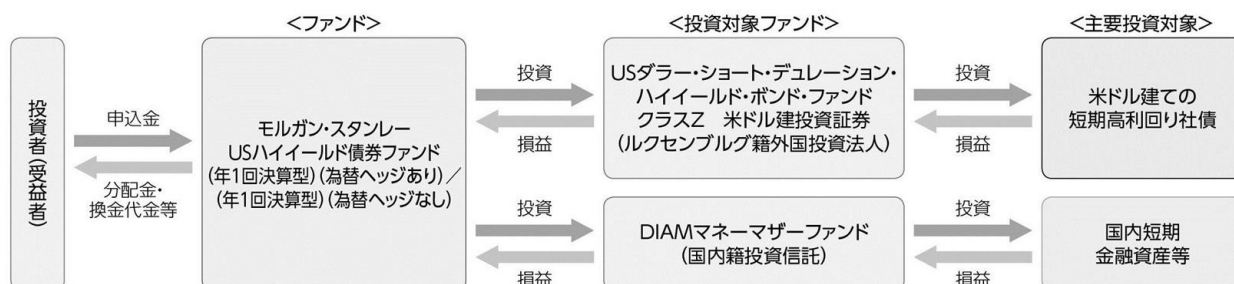 <ファンド>
<投資対象ファンド>
<主要投資対象>
投資者(受益者)
申込金
分配金・
換金代金等
モルガン・スタンレー
USハイイールド債券ファンド
(年1回決算型)(為替ヘッジあり)/
(年1回決算型)(為替ヘッジなし)
投資
損益
USダラー・ショート・デュレーション・
ハイイールド・ボンド・ファンド
クラスZ 米ドル建投資証券
(ルクセンブルグ籍外国投資法人)
投資
損益
米ドル建ての
短期高利回り社債
投資
損益
DIAMマネーマザーファンド
(国内籍投資信託)
投資
損益
国内短期
金融資産等